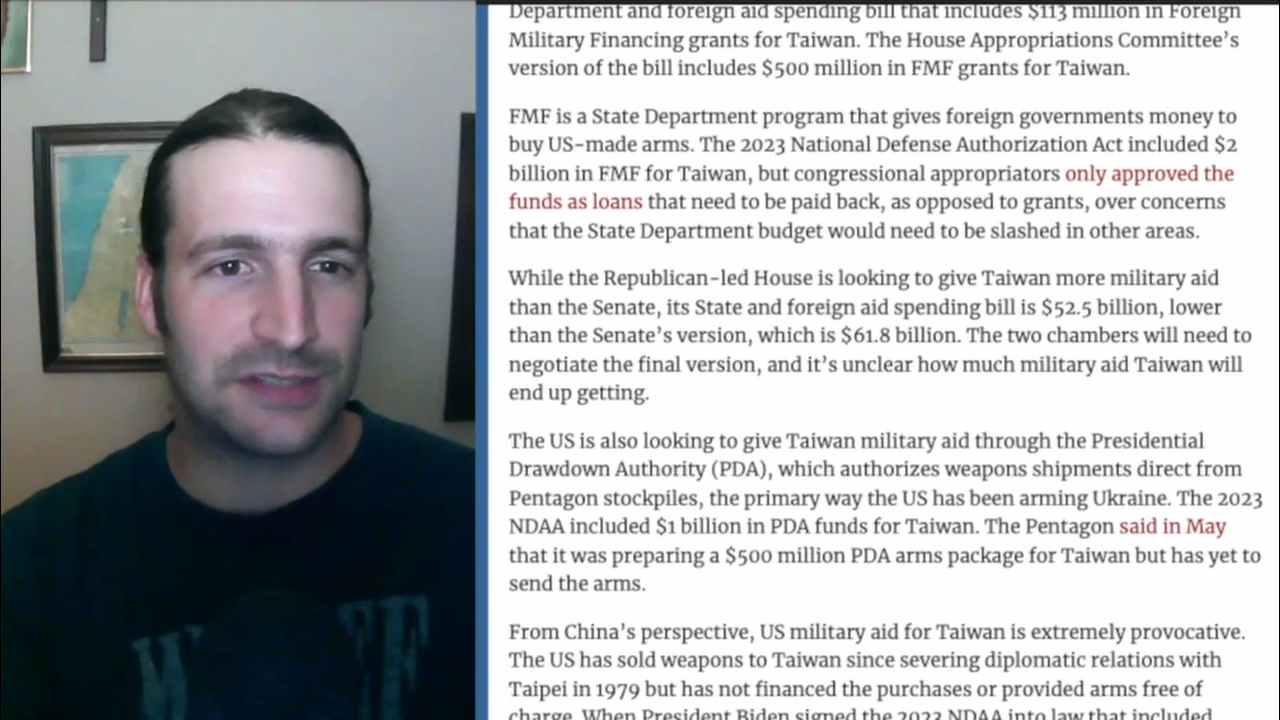 Department and foreign aid spending bill that includes $113 million in Foreign
Military Financing grants for Taiwan. The House Appropriations Committee’s
version of the bill includes $500 million in FMF grants for Taiwan.
FMF is a State Department program that gives foreign governments money to
buy US-made arms. The 2023 National Defense Authorization Act included $2
billion in FMF for Taiwan, but congressional appropriators only approved the
funds as loans that need to be paid back, as opposed to grants, over concerns
that the State Department budget would need to be slashed in other areas.
While the Republican-led House is looking to give Taiwan more military aid
than the Senate, its State and foreign aid spending bill is $52.5 billion, lower
than the Senate’s version, which is $61.8 billion. The two chambers will need to
negotiate the final version, and it’s unclear how much military aid Taiwan will
end up getting.
The US is also looking to give Taiwan military aid through the Presidential
Drawdown Authority (PDA), which authorizes weapons shipments direct from
Pentagon stockpiles, the primary way the US has been arming Ukraine. The 2023
NDAA included $1 billion in PDA funds for Taiwan. The Pentagon said in May
that it was preparing a $500 million PDA arms package for Taiwan but has yet to
send the arms.
From China’s perspective, US military aid for Taiwan is extremely provocative.
The US has sold weapons to Taiwan since severing diplomatic relations with
Taipei in 1979 but has not financed the purchases or provided arms free of
charge. When President Biden signed the 2023 NDAA into law that included